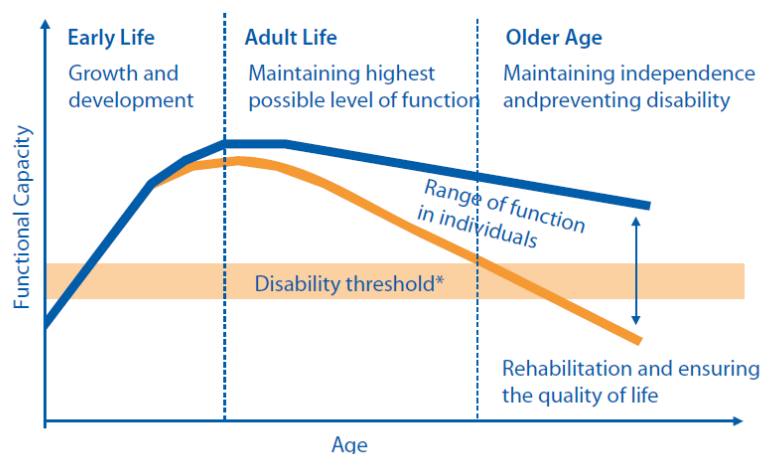 Early Life
Growth and
development
Adult Life
Maintaining highest
possible level of function
Older Age
Maintaining independence
andpreventing disability
Functional Capacity
Range of function
in individuals
Disability threshold*
Rehabilitation and ensuring
the quality of life
Age